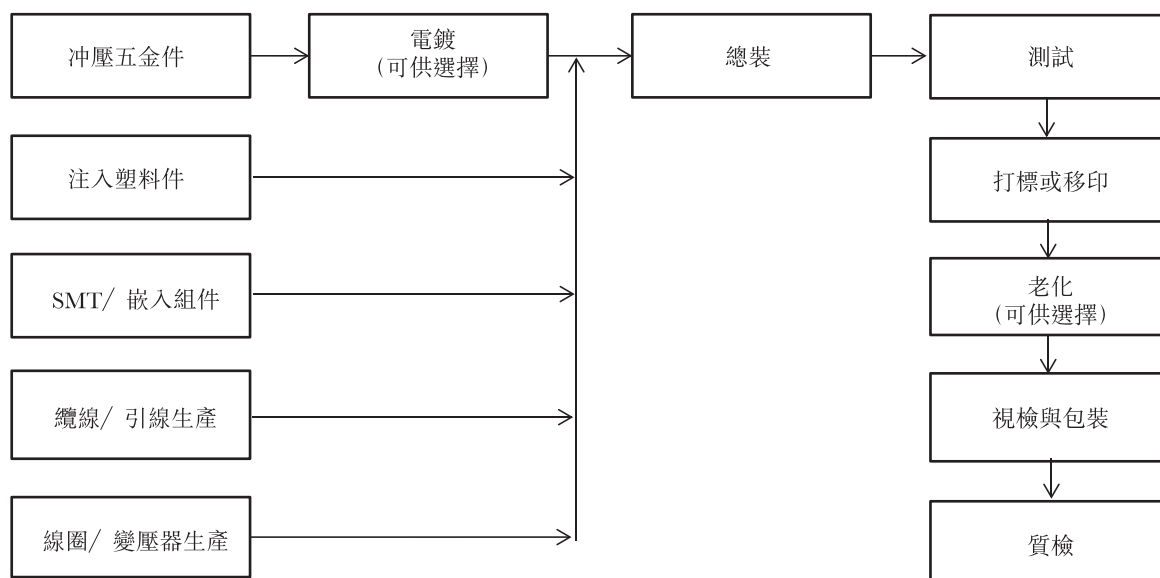 冲壓五金件
電鍍
(可供選擇)
總裝
測試
注入塑料件
打標或移印
SMT/ 嵌入組件
老化
(可供選擇)
纜線/ 引線生產
視檢與包裝
線圈/ 變壓器生產
質檢